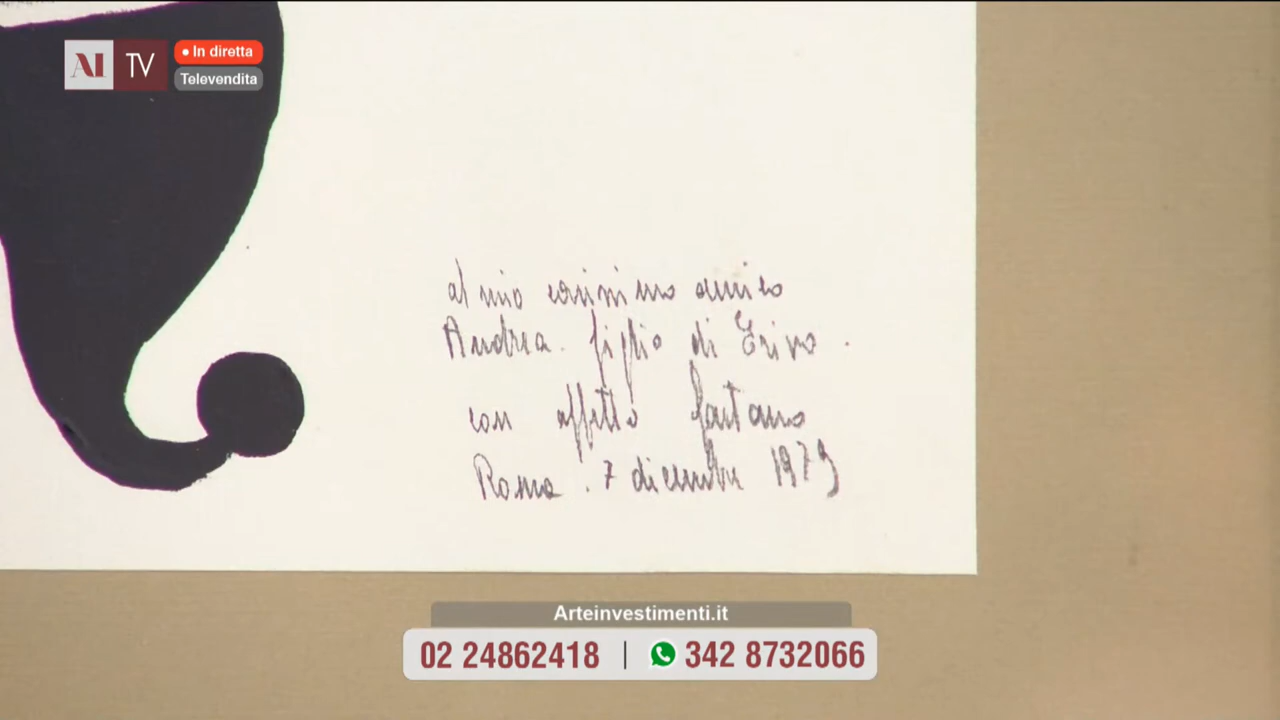 AI TV
In diretta
Televendita
al mio carissimo amico
Andrea. figlio di
con affetto Gaetano
Roma . 7 dicembre 1979
Arteinvestimenti.it
02 24862418 | 342 8732066